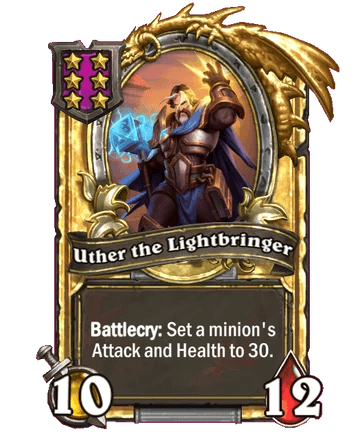 Uther the Lightbringer
Battlecry: Set a minion's
Attack and Health to 30.
10
12